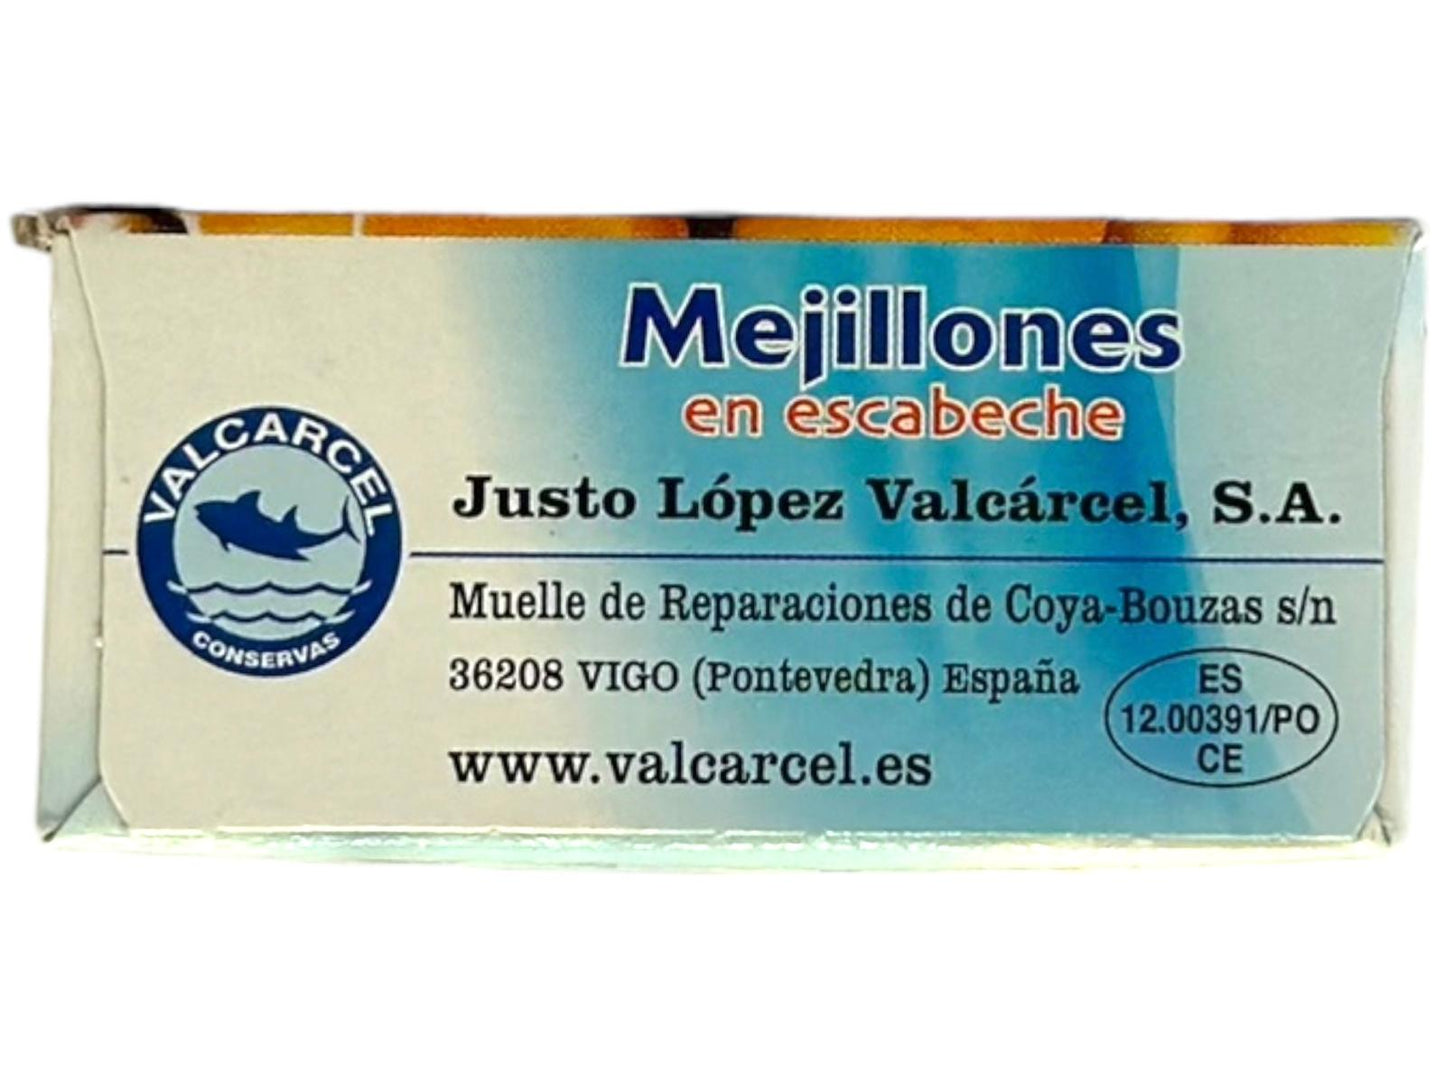 Mejillones
en escabeche
VALCARCEL
CONSERVAS
Justo López Valcárcel, S.A.
Muelle de Reparaciones de Coya-Bouzas s/n
36208 VIGO (Pontevedra) España
www.valcarcel.es
ES
12.00391/PO
CE